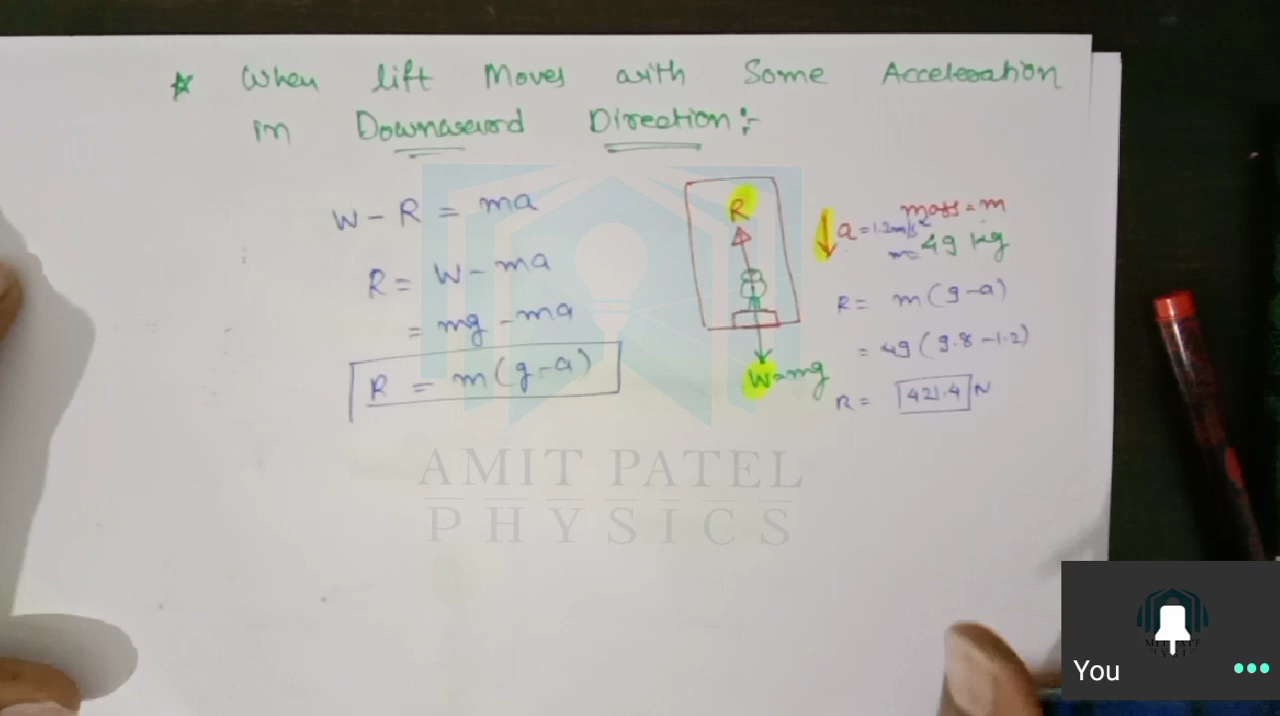 ☆ When lift Moves with Some Acceleration
in Downward Direction :-
W - R = ma
R = W - ma
= mg - ma
R = m(g-a)
R
W=mg
mass = m
a = 1.2 m/s²
m= 49 kg
R= m(g-a)
= 49(9.8-1.2)
R= 421.4 N
AMIT PATEL
PHYSICS
You